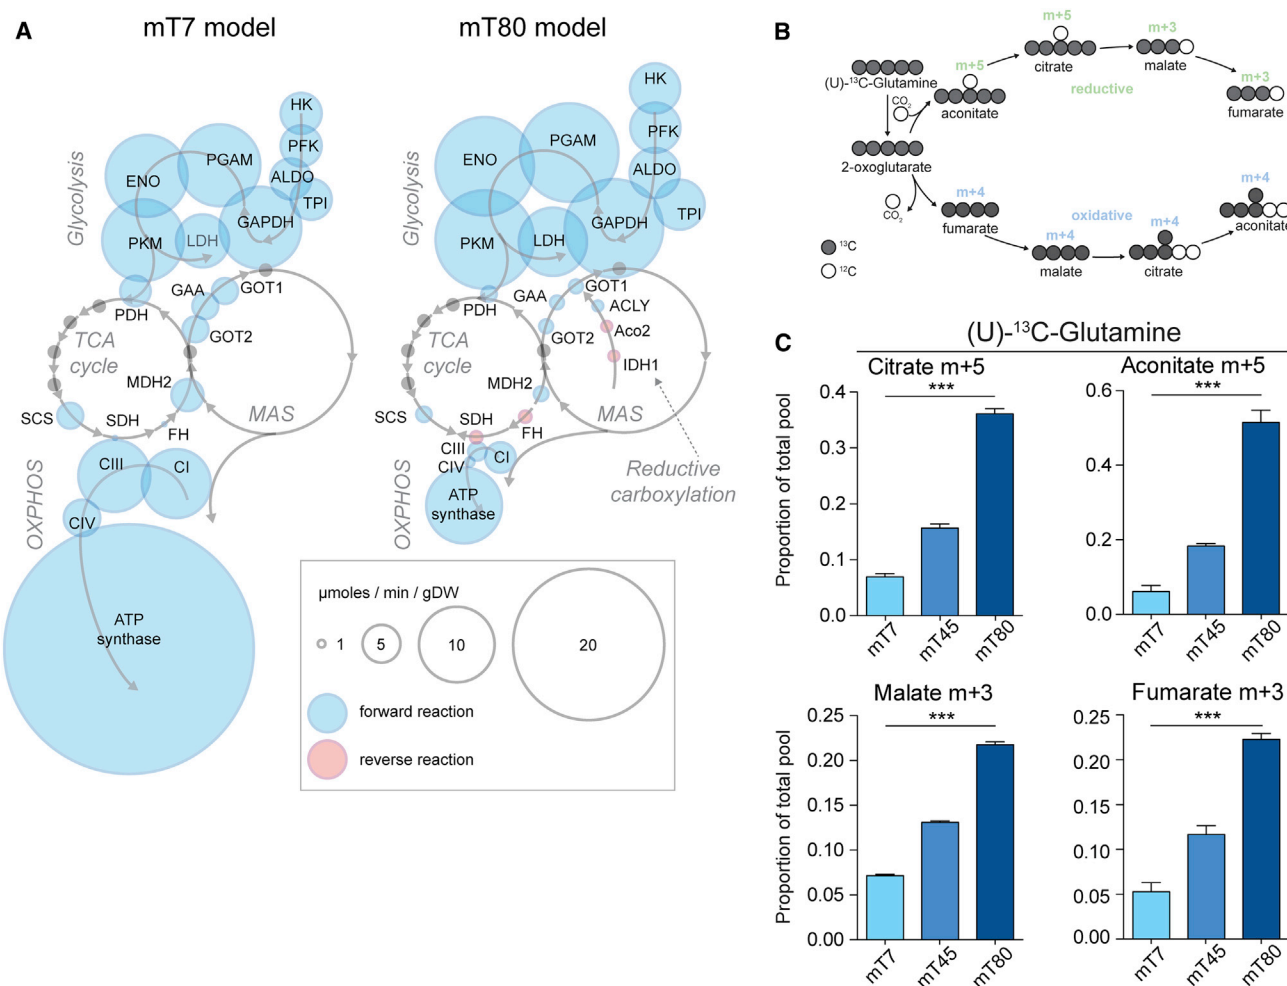 A
mT7 model
mT80 model
Glycolysis
HK
PFK
PGAM
ENO
ALDO
TPI
GAPDH
PKM
LDH
GAA
GOT1
PDH
GOT2
TCA
cycle
MDH2
SCS
SDH
FH
MAS
OXPHOS
CIII
CI
CIV
ATP
synthase
Glycolysis
HK
PGAM
PFK
ENO
ALDO
TPI
GAPDH
PKM
LDH
GOT1
GAA
ACLY
PDH
Aco2
GOT2
TCA
cycle
IDH1
MDH2
SCS
SDH
FH
MAS
CIII
CI
CIV
OXPHOS
ATP
synthase
Reductive
carboxylation
µmoles / min / gDW
1
5
10
20
forward reaction
reverse reaction
B
(U)-¹³C-Glutamine
CO₂
m+5
aconitate
m+5
citrate
m+3
malate
m+3
fumarate
reductive
2-oxoglutarate
CO₂
m+4
fumarate
oxidative
m+4
malate
m+4
citrate
m+4
aconitate
¹³C
¹²C
C
(U)-¹³C-Glutamine
Citrate m+5
***
Proportion of total pool
0.4
0.3
0.2
0.1
0.0
mT7
mT45
mT80
Aconitate m+5
***
0.6
0.4
0.2
0.0
mT7
mT45
mT80
Malate m+3
***
Proportion of total pool
0.25
0.20
0.15
0.10
0.05
0.00
mT7
mT45
mT80
Fumarate m+3
***
0.25
0.20
0.15
0.10
0.05
0.00
mT7
mT45
mT80